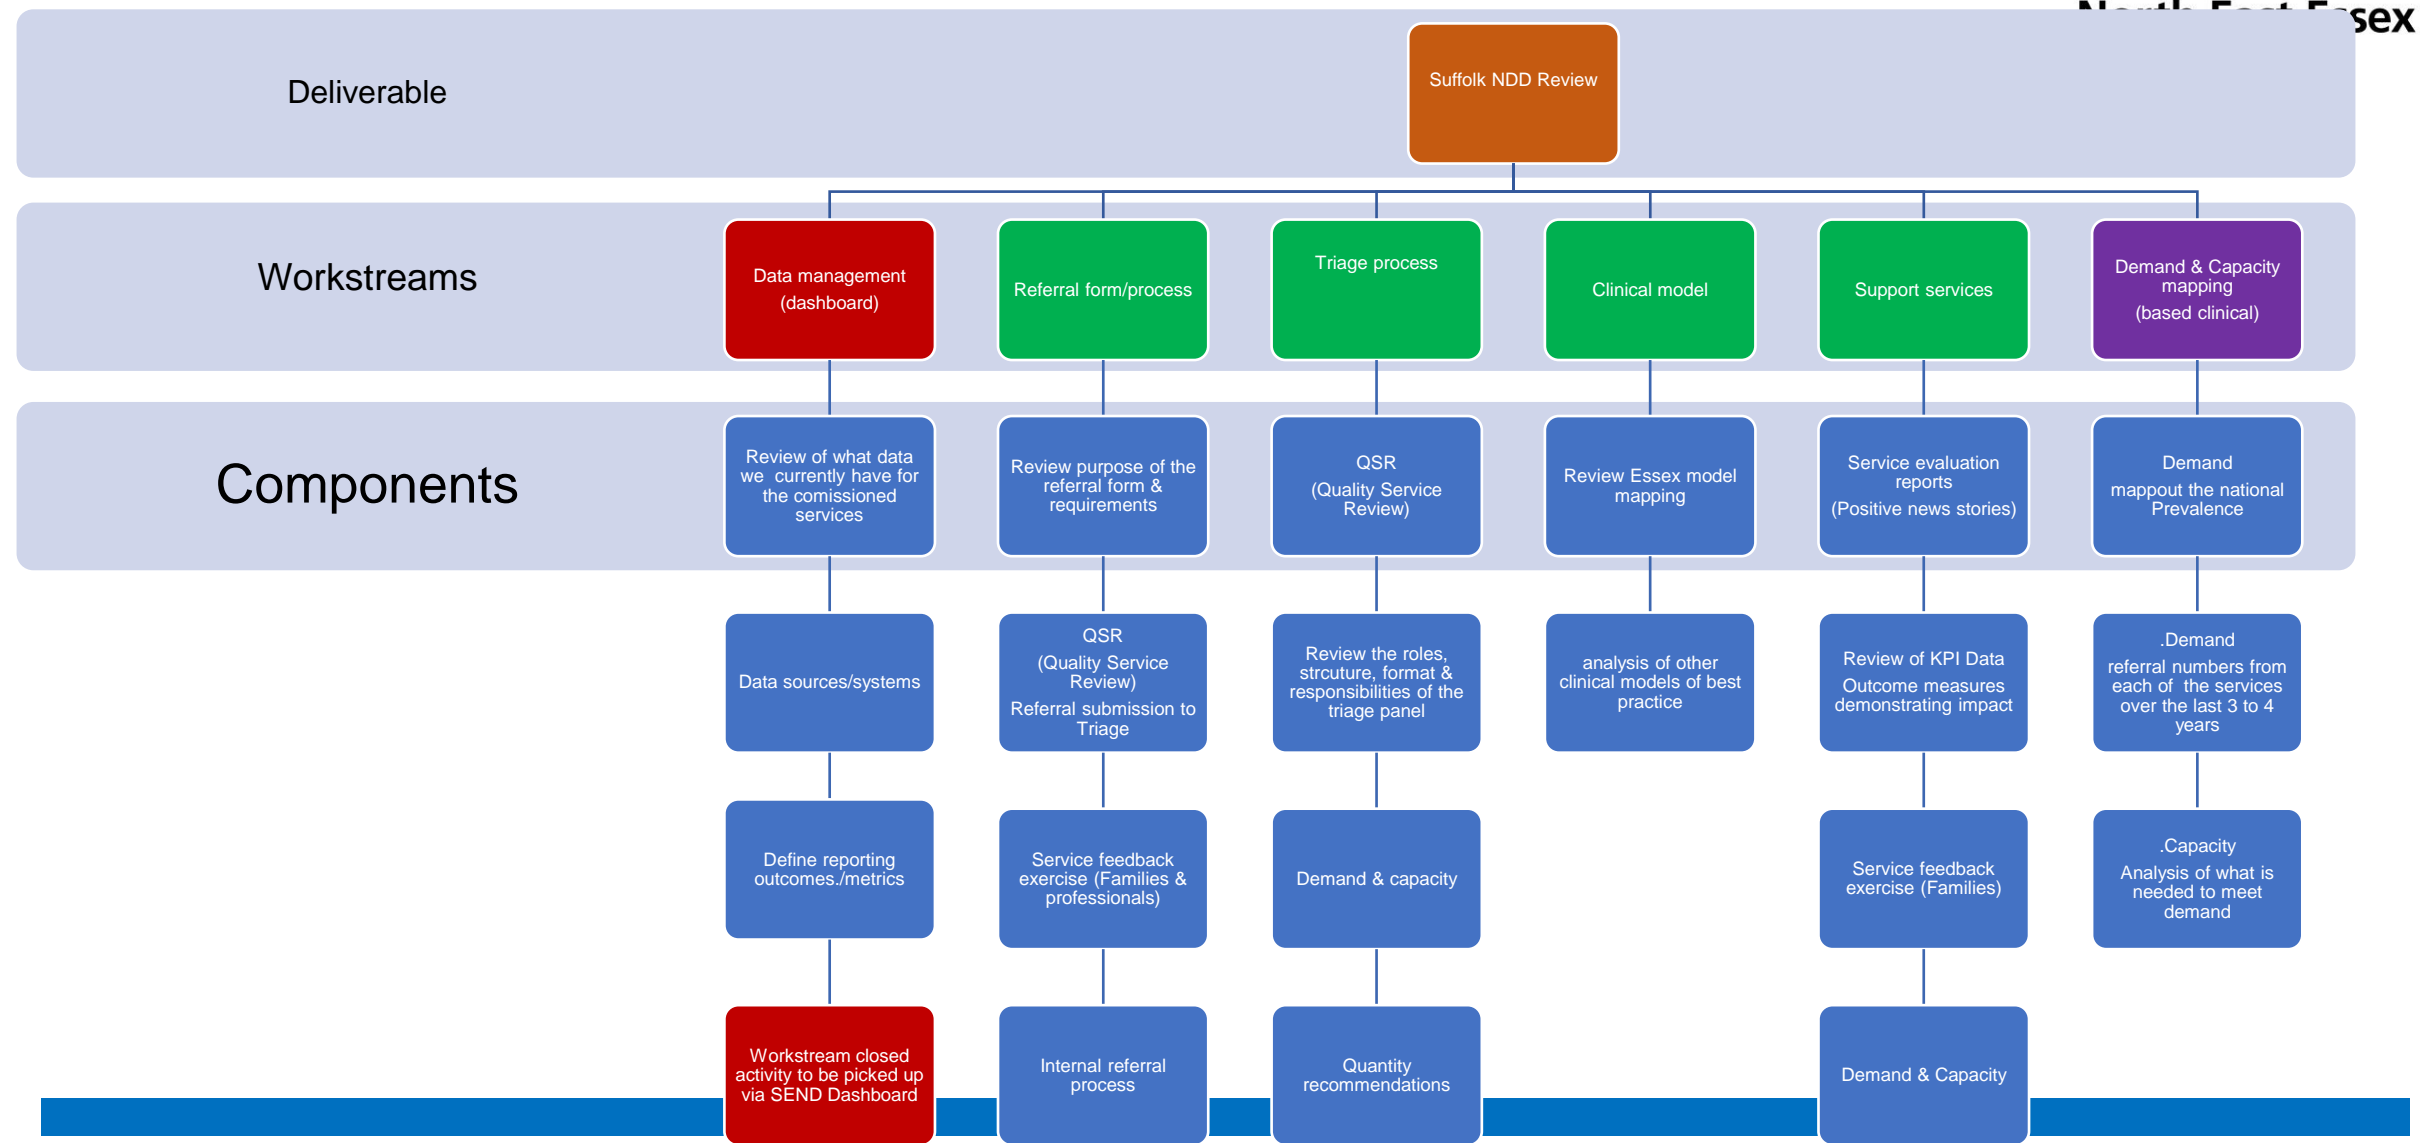 North East Essex
Deliverable
Suffolk NDD Review
Workstreams
Data management
(dashboard)
Referral form/process
Triage process
Clinical model
Support services
Demand & Capacity
mapping
(based clinical)
Components
Review of what data
we currently have for
the comissioned
services
Review purpose of the
referral form &
requirements
QSR
(Quality Service
Review)
Review Essex model
mapping
Service evaluation
reports
(Positive news stories)
Demand
mappout the national
Prevalence
Data sources/systems
QSR
(Quality Service
Review)
Referral submission to
Triage
Review the roles,
strcuture, format &
responsibilities of the
triage panel
analysis of other
clinical models of best
practice
Review of KPI Data
Outcome measures
demonstrating impact
.Demand
referral numbers from
each of the services
over the last 3 to 4
years
Define reporting
outcomes./metrics
Service feedback
exercise (Families &
professionals)
Demand & capacity
Service feedback
exercise (Families)
.Capacity
Analysis of what is
needed to meet
demand
Workstream closed
activity to be picked up
via SEND Dashboard
Internal referral
process
Quantity
recommendations
Demand & Capacity